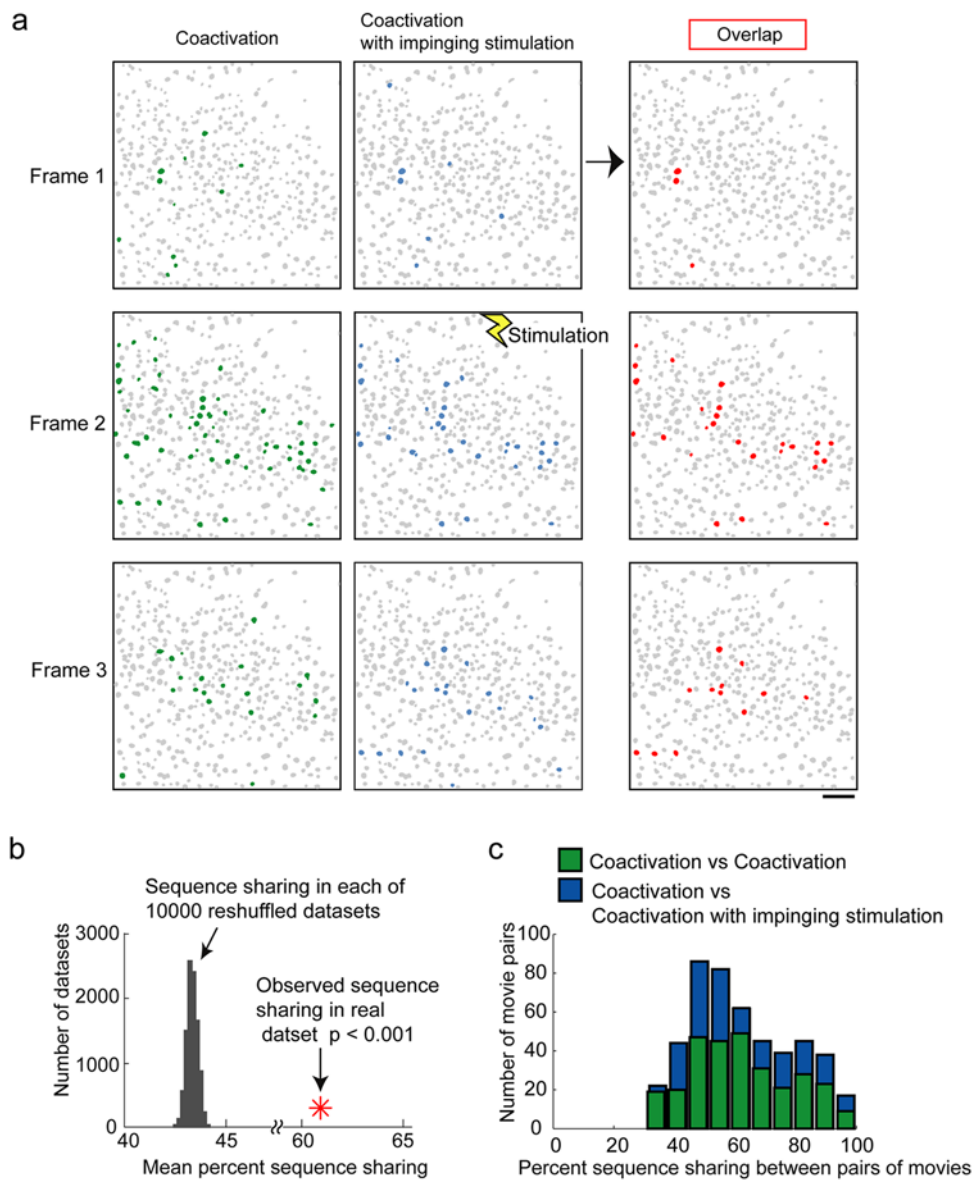 a
Coactivation
Coactivation
with impinging stimulation
Overlap
Frame 1
Frame 2
Stimulation
Frame 3
b
Sequence sharing in each of
10000 reshuffled datasets
Observed sequence
sharing in real
datset p < 0.001
Number of datasets
3000
2000
1000
0
40
45
60
65
Mean percent sequence sharing
c
Coactivation vs Coactivation
Coactivation vs
Coactivation with impinging stimulation
Number of movie pairs
100
80
60
40
20
0
0
20
40
60
80
100
Percent sequence sharing between pairs of movies